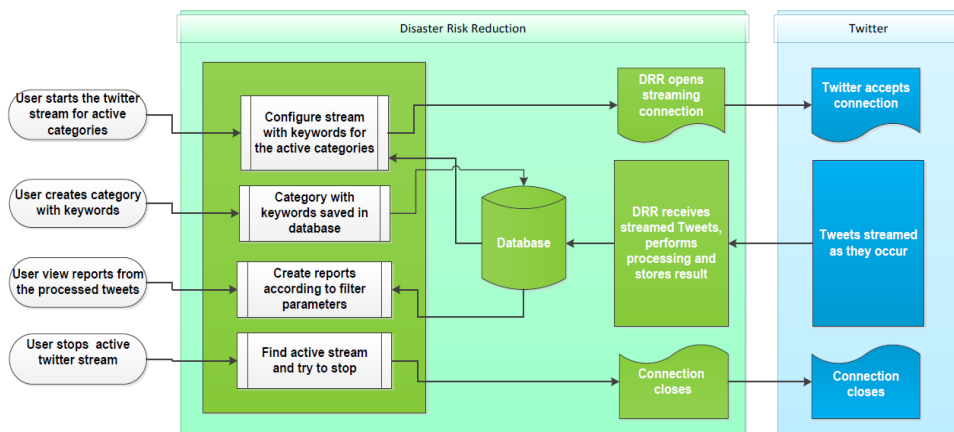 Disaster Risk Reduction
Twitter
User starts the twitter
stream for active
categories
Configure stream
with keywords for
the active categories
DRR opens
streaming
connection
Twitter accepts
connection
User creates category
with keywords
Category with
keywords saved in
database
Database
DRR receives
streamed Tweets,
performs
processing and
stores result
Tweets streamed
as they occur
User view reports from
the processed tweets
Create reports
according to filter
parameters
User stops active
twitter stream
Find active stream
and try to stop
Connection
closes
Connection
closes